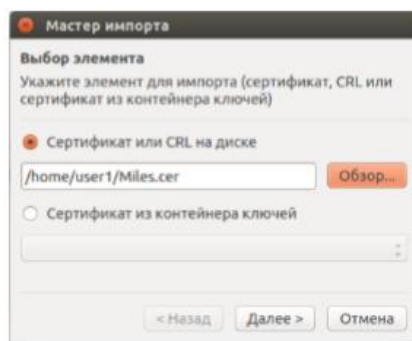 Мастер импорта
Выбор элемента
Укажите элемент для импорта (сертификат, CRL или
сертификат из контейнера ключей)
Сертификат или CRL на диске
/home/user1/Miles.cer
Обзор...
Сертификат из контейнера ключей
< Назад
Далее >
Отмена